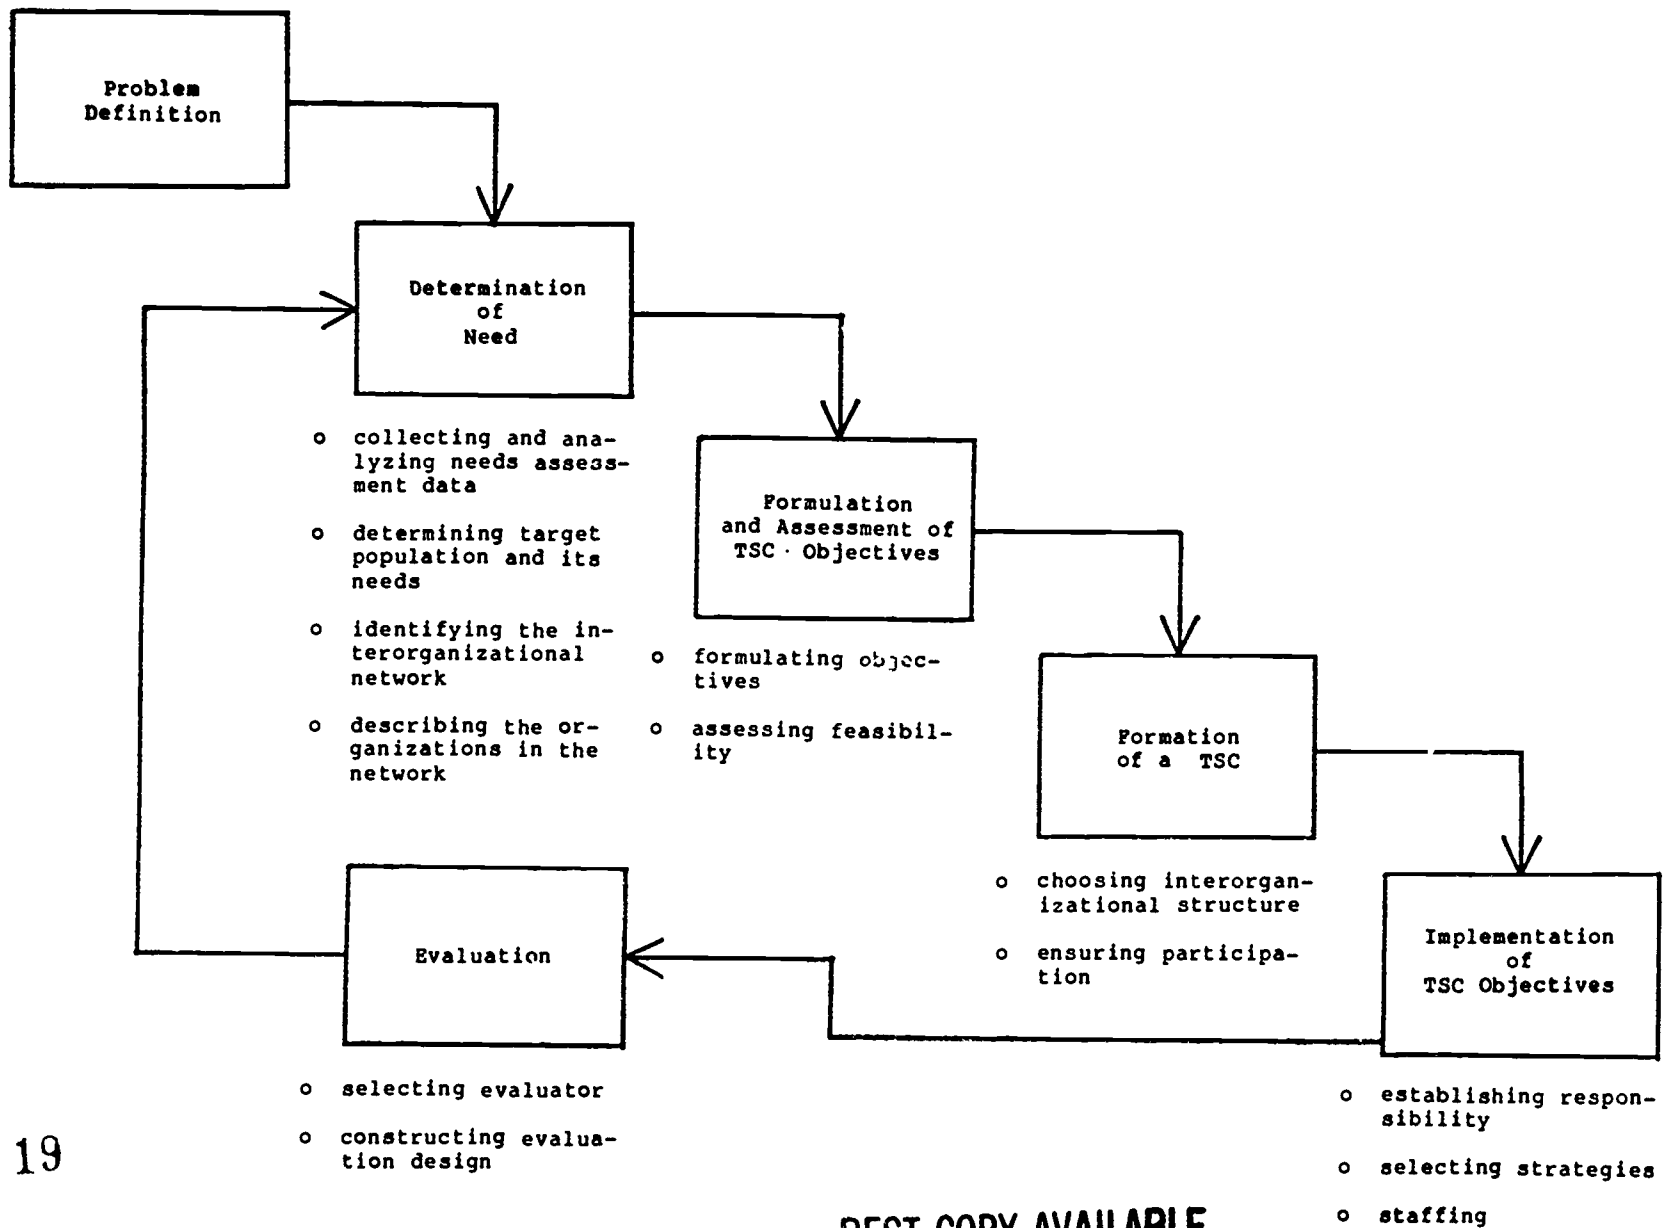 Problem
Definition
Determination
of
Need
o collecting and ana-
lyzing needs assess-
ment data
o determining target
population and its
needs
o identifying the in-
terorganizational
network
o describing the or-
ganizations in the
network
Formulation
and Assessment of
TSC · Objectives
o formulating objec-
tives
o assessing feasibil-
ity
Formation
of a TSC
o choosing interorgan-
izational structure
o ensuring participa-
tion
Implementation
of
TSC Objectives
o establishing respon-
sibility
o selecting strategies
o staffing
Evaluation
o selecting evaluator
o constructing evalua-
tion design
19
BEST COPY AVAILABLE